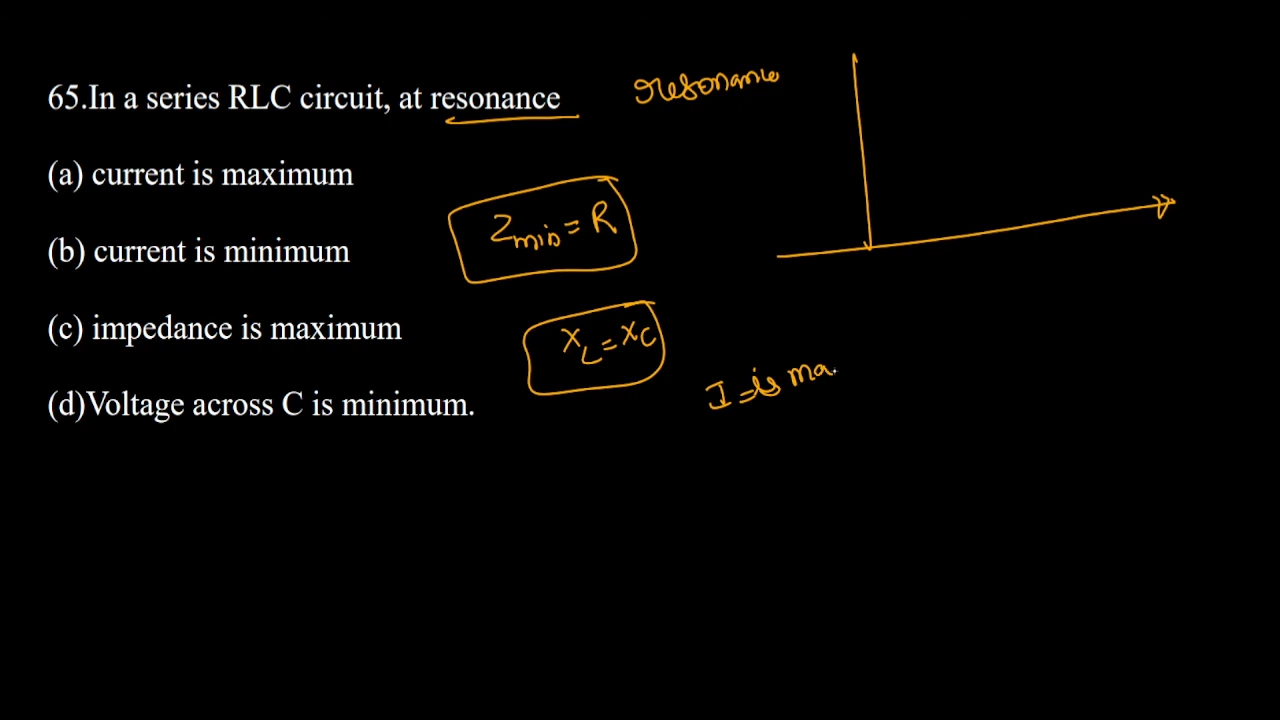 65.In a series RLC circuit, at resonance
resonance
(a) current is maximum
(b) current is minimum
Zmin = R
(c) impedance is maximum
XL = XC
(d)Voltage across C is minimum.
I = is ma